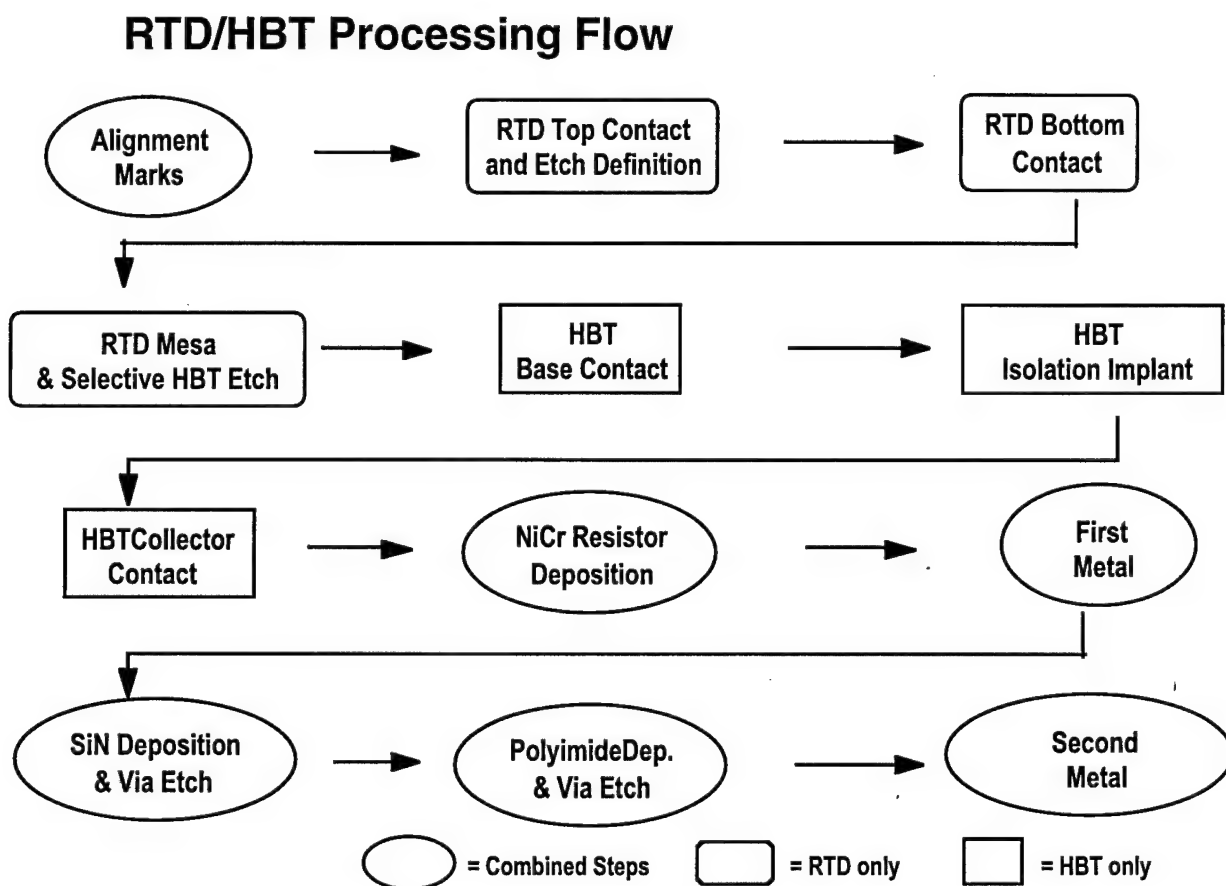 RTD/HBT Processing Flow
Alignment
Marks
RTD Top Contact
and Etch Definition
RTD Bottom
Contact
RTD Mesa
& Selective HBT Etch
HBT
Base Contact
HBT
Isolation Implant
HBTCollector
Contact
NiCr Resistor
Deposition
First
Metal
SiN Deposition
& Via Etch
PolyimideDep.
& Via Etch
Second
Metal
= Combined Steps
= RTD only
= HBT only